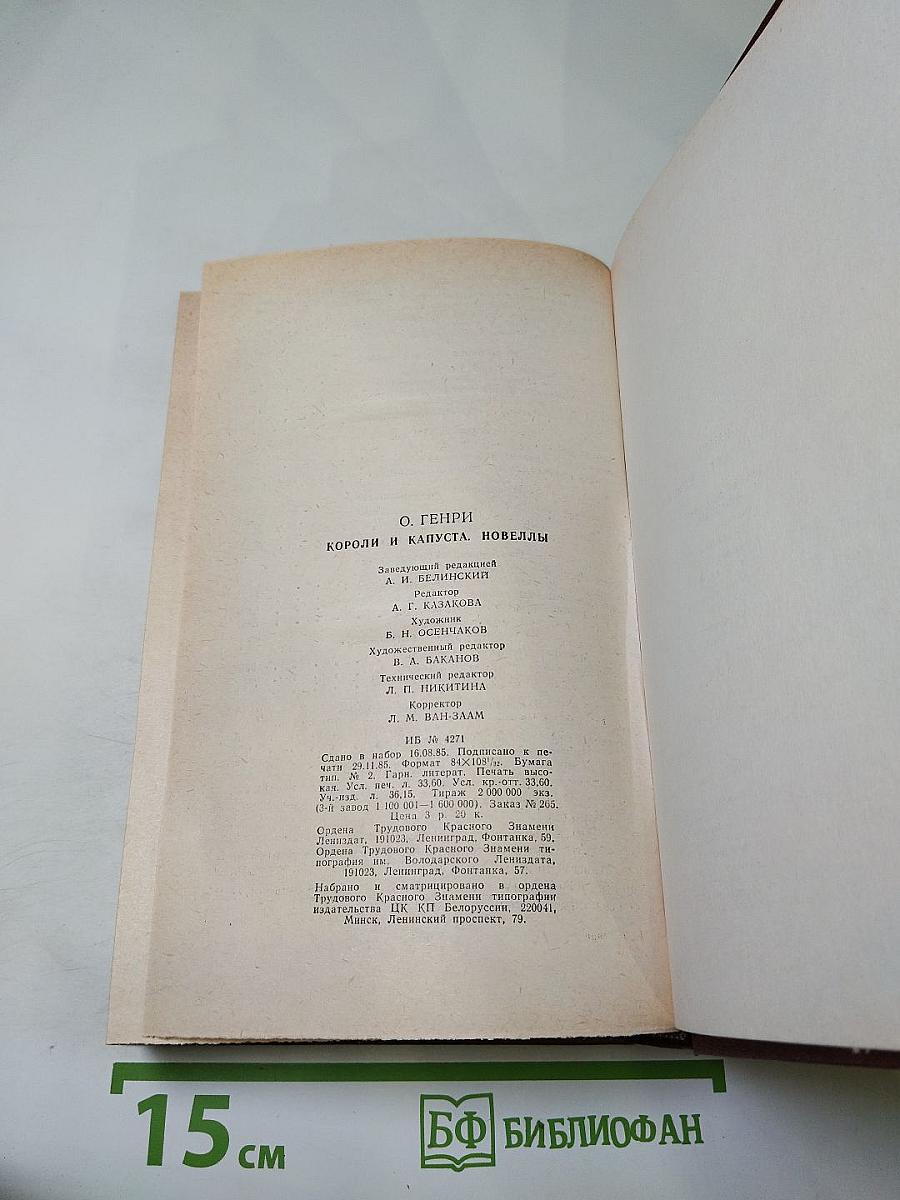 О. ГЕНРИ
КОРОЛИ И КАПУСТА. НОВЕЛЛЫ
Заведующий редакцией
А. И. БЕЛИНСКИЙ
Редактор
А. Г. КАЗАКОВА
Художник
Б. Н. ОСЕНЧАКОВ
Художественный редактор
В. А. БАКАНОВ
Технический редактор
Л. П. НИКИТИНА
Корректор
Л. М. ВАН-ЗААМ
ИБ № 4271
Сдано в набор 16.08.85. Подписано к пе-
чати 29.11.85. Формат 84×108¹/₃₂. Бумага
тип. № 2. Гарн. литерат. Печать высо-
кая. Усл. печ. л. 33,60. Усл. кр.-отт. 33,60.
Уч.-изд. л. 36,15. Тираж 2 000 000 экз.
(3-й завод 1 100 001—1 600 000). Заказ № 265.
Цена 3 р. 20 к.
Ордена Трудового Красного Знамени
Лениздат, 191023, Ленинград, Фонтанка, 59.
Ордена Трудового Красного Знамени ти-
пография им. Володарского Лениздата,
191023, Ленинград, Фонтанка, 57.
Набрано и сматрицировано в ордена
Трудового Красного Знамени типографии
издательства ЦК КП Белоруссии, 220041,
Минск, Ленинский проспект, 79.
15 см
БФ БИБЛИОФАН